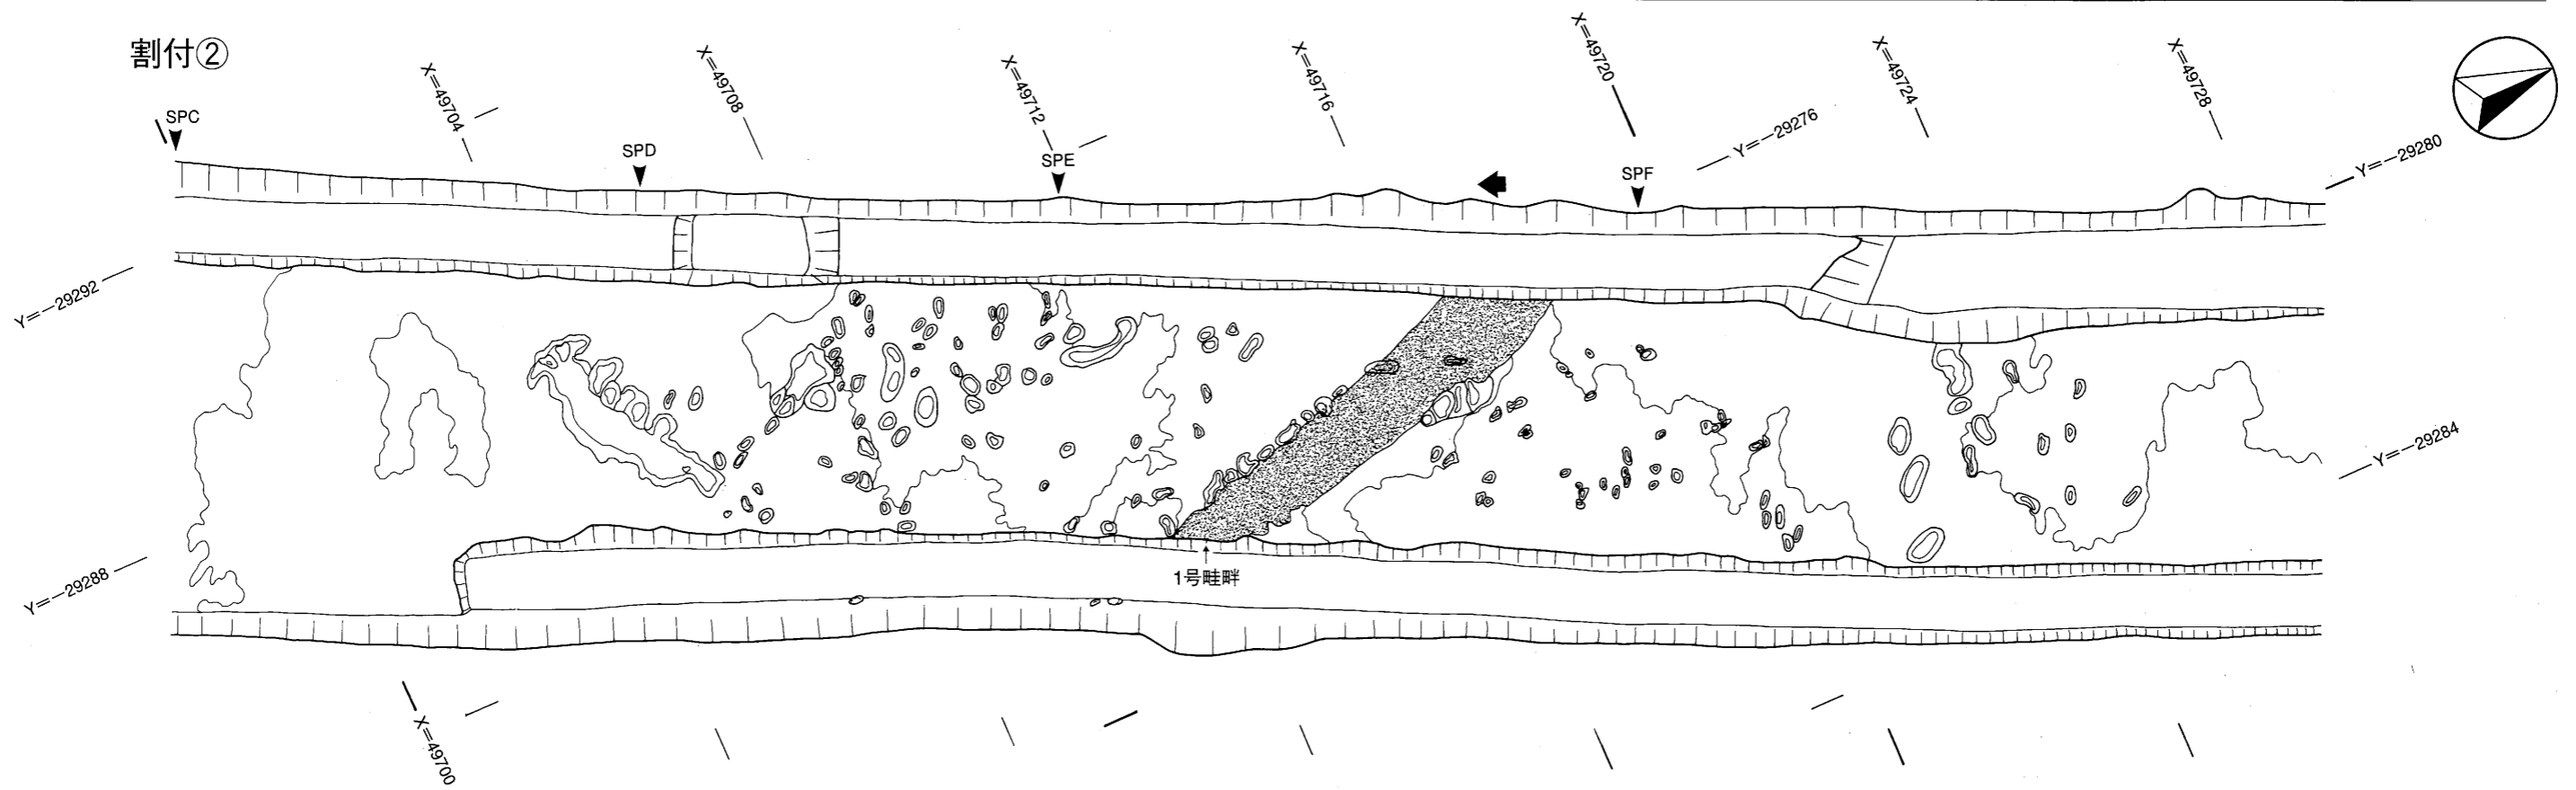 割付②
X=49704
X=49708
X=49712
X=49716
X=49720
X=49724
X=49728
SPC
SPD
SPE
SPF
Y=-29276
Y=-29280
Y=-29292
Y=-29284
Y=-29288
1号畦畔
X=49700